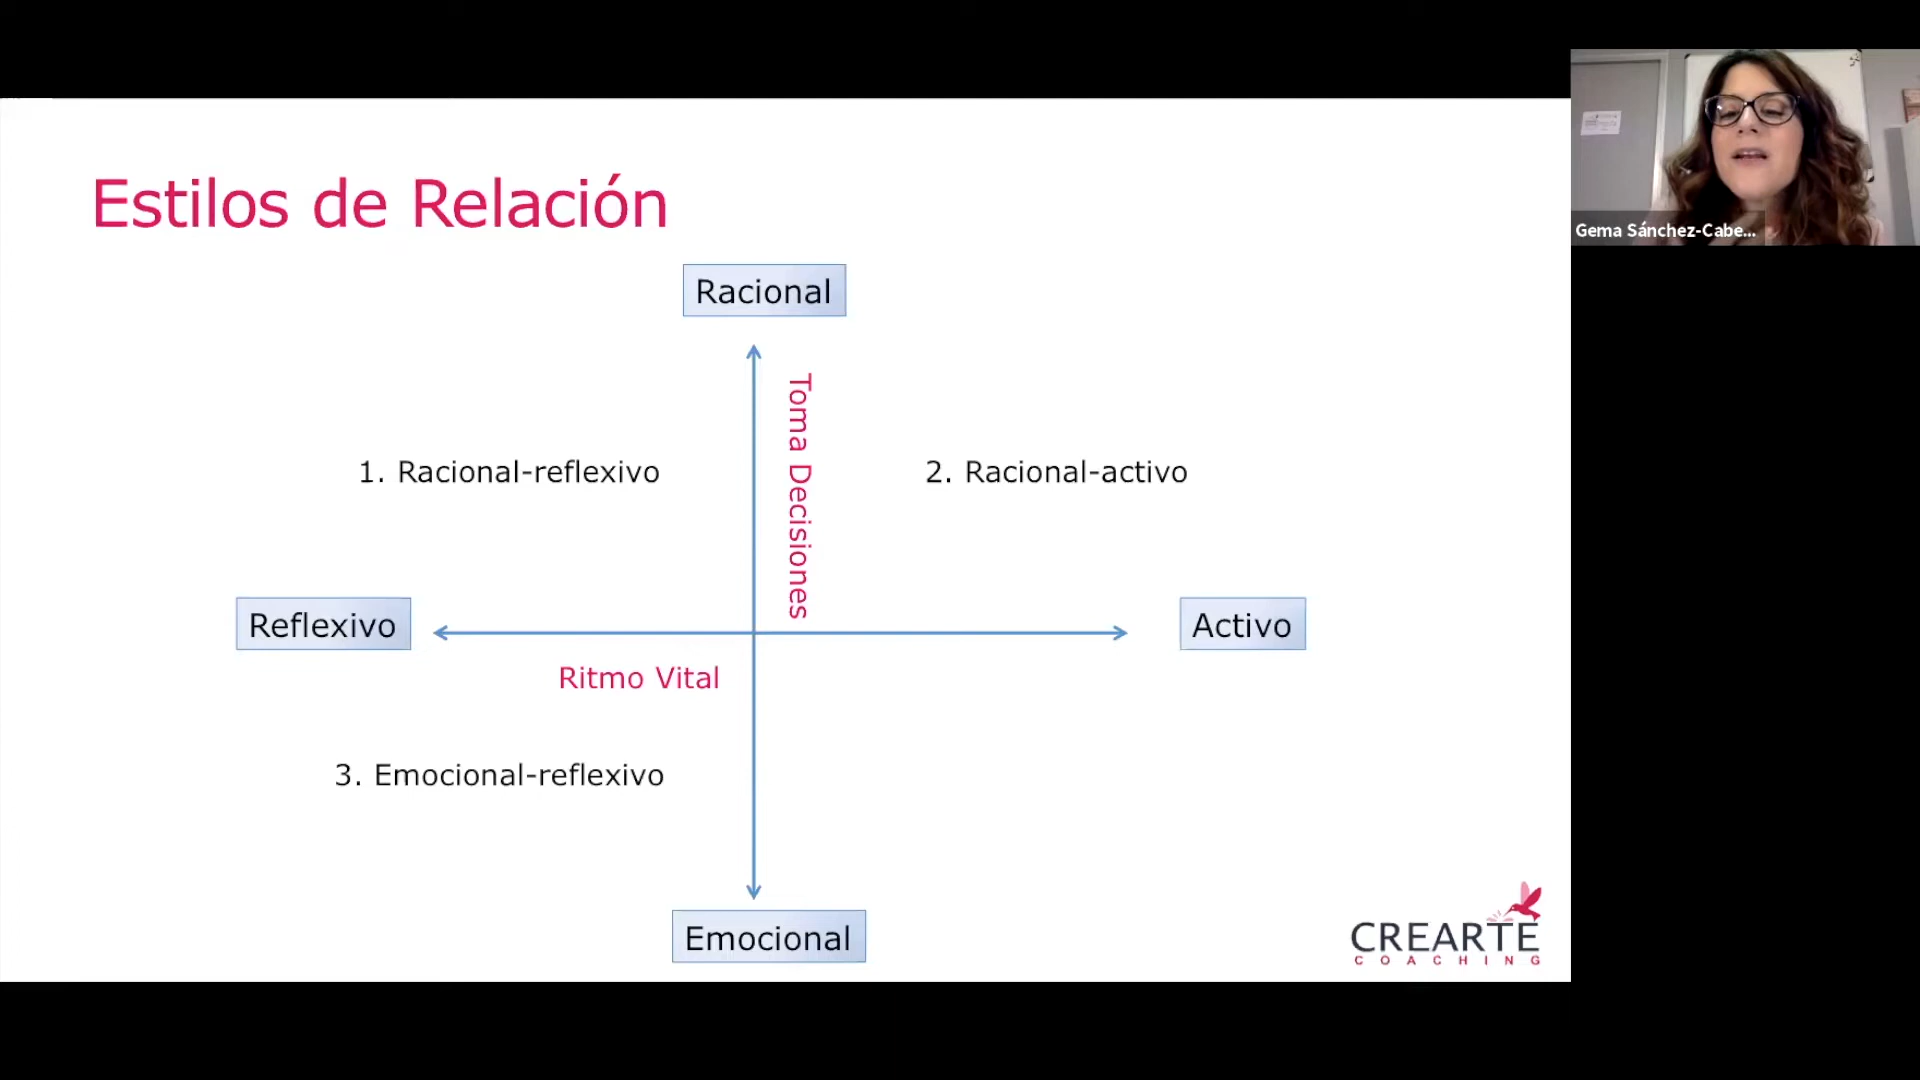 Estilos de Relación
Gema Sánchez-Cabe...
Racional
Toma Decisiones
1. Racional-reflexivo
2. Racional-activo
Reflexivo
Activo
Ritmo Vital
3. Emocional-reflexivo
Emocional
CREARTE
COACHING